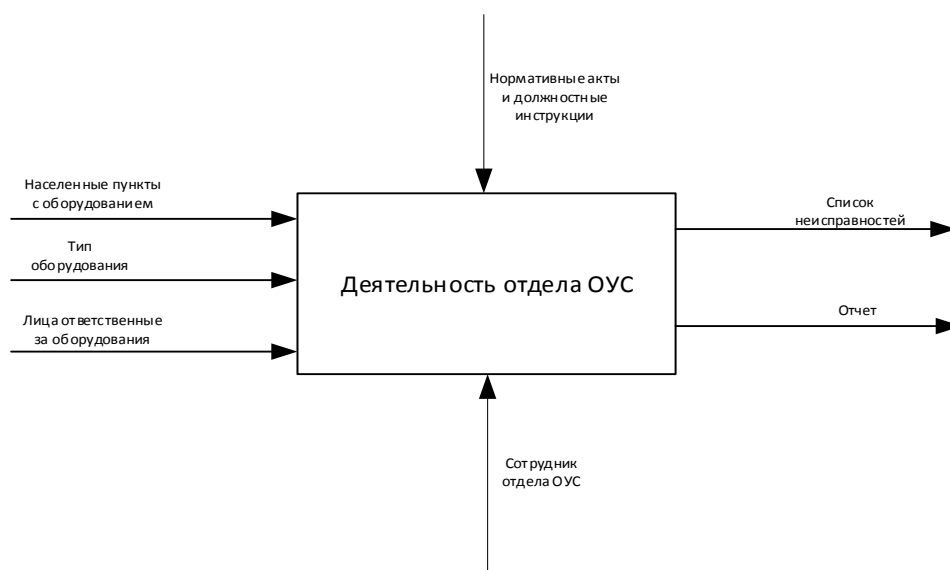 Нормативные акты
и должностные
инструкции
Населенные пункты
с оборудованием
Тип
оборудования
Лица ответственные
за оборудования
Деятельность отдела ОУС
Список
неисправностей
Отчет
Сотрудник
отдела ОУС